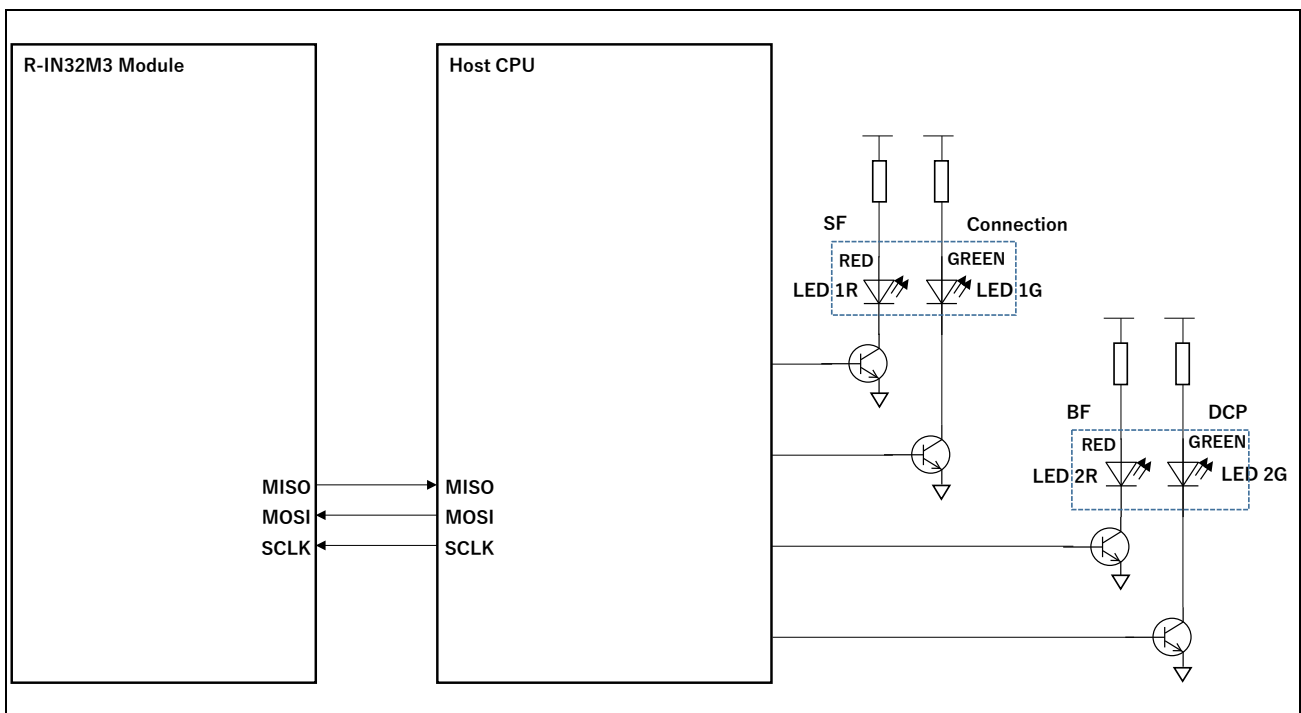 R-IN32M3 Module
Host CPU
SF
Connection
RED
GREEN
LED 1R
LED 1G
BF
DCP
RED
GREEN
LED 2R
LED 2G
MISO
MISO
MOSI
MOSI
SCLK
SCLK